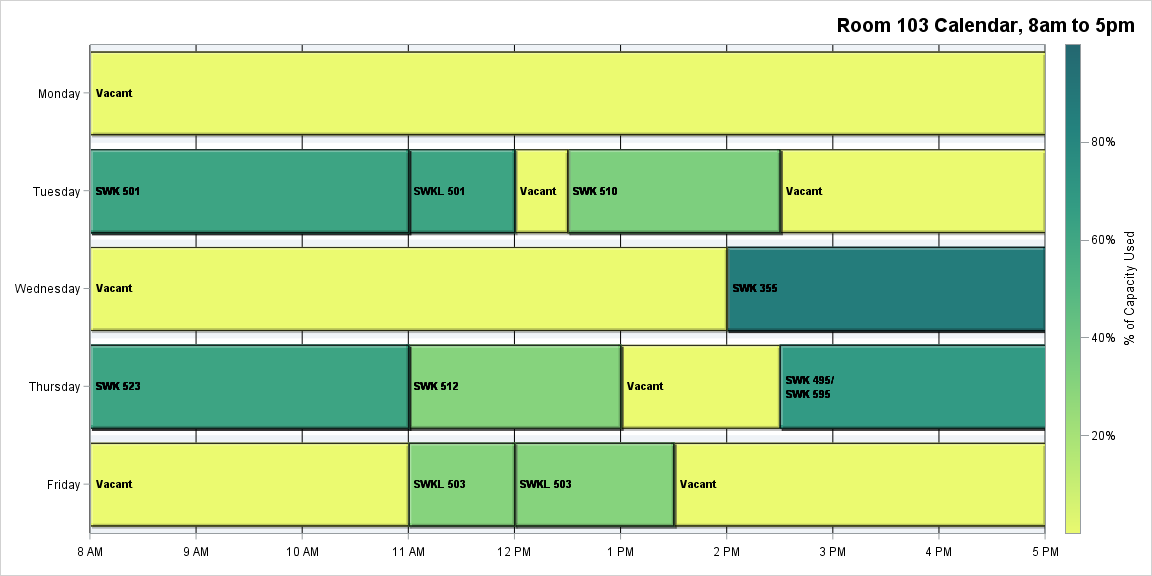 Room 103 Calendar, 8am to 5pm
Monday
Vacant
Tuesday
SWK 501
SWKL 501
Vacant
SWK 510
Vacant
Wednesday
Vacant
SWK 355
Thursday
SWK 523
SWK 512
Vacant
SWK 495/
SWK 595
Friday
Vacant
SWKL 503
SWKL 503
Vacant
8 AM
9 AM
10 AM
11 AM
12 PM
1 PM
2 PM
3 PM
4 PM
5 PM
80%
60%
40%
20%
% of Capacity Used